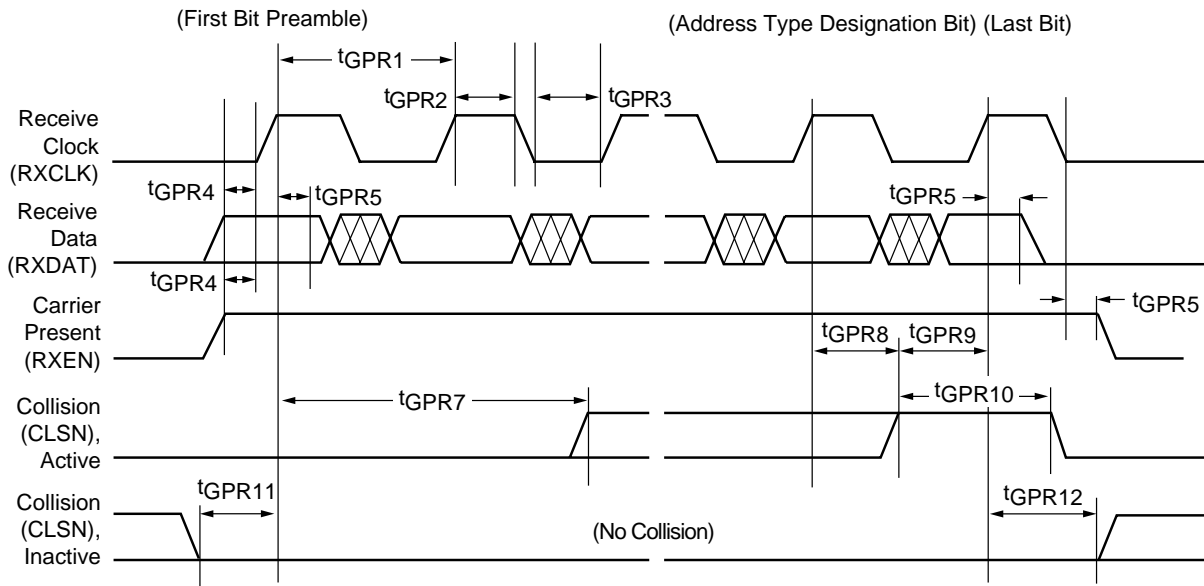 (First Bit Preamble)
(Address Type Designation Bit) (Last Bit)
tGPR1
tGPR2
tGPR3
Receive
Clock
(RXCLK)
tGPR4
tGPR5
tGPR5
Receive
Data
(RXDAT)
tGPR4
tGPR5
Carrier
Present
(RXEN)
tGPR8
tGPR9
tGPR7
tGPR10
Collision
(CLSN),
Active
tGPR11
tGPR12
Collision
(CLSN),
Inactive
(No Collision)